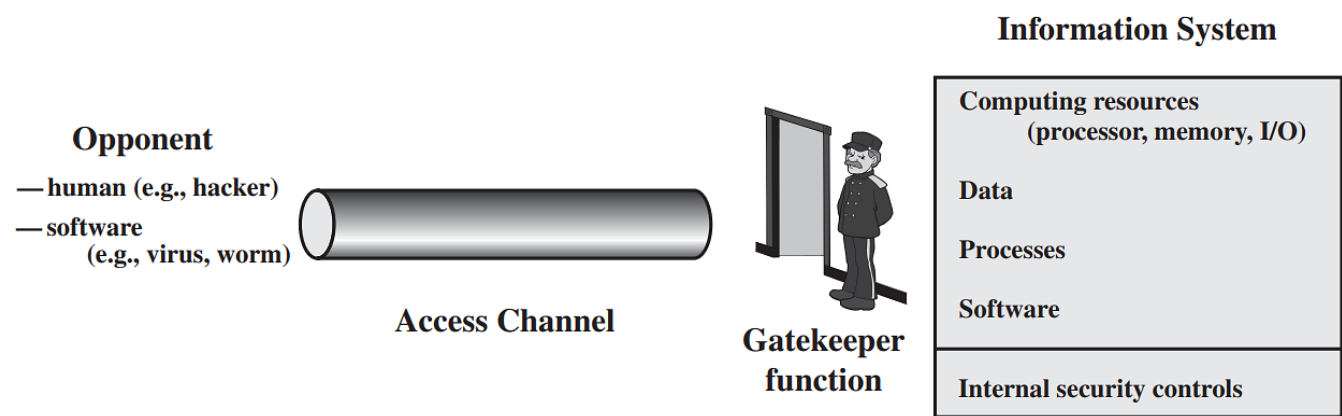 Information System
Opponent
— human (e.g., hacker)
— software
(e.g., virus, worm)
Access Channel
Gatekeeper
function
Computing resources
(processor, memory, I/O)
Data
Processes
Software
Internal security controls